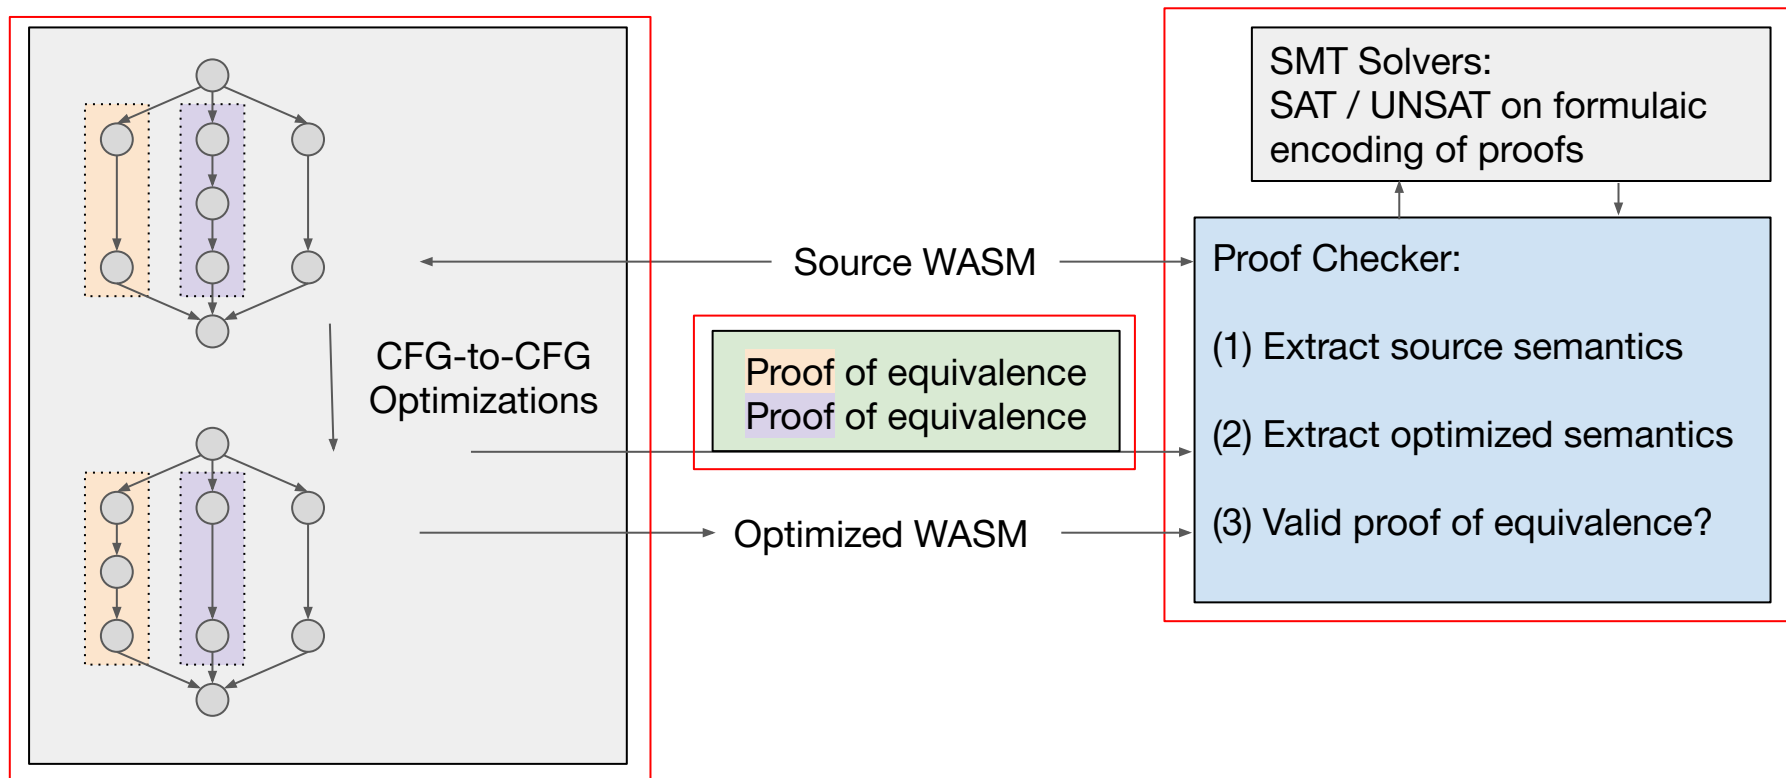 SMT Solvers:
SAT / UNSAT on formulaic
encoding of proofs
Source WASM
Proof Checker:
(1) Extract source semantics
(2) Extract optimized semantics
(3) Valid proof of equivalence?
CFG-to-CFG
Optimizations
Proof of equivalence
Proof of equivalence
Optimized WASM